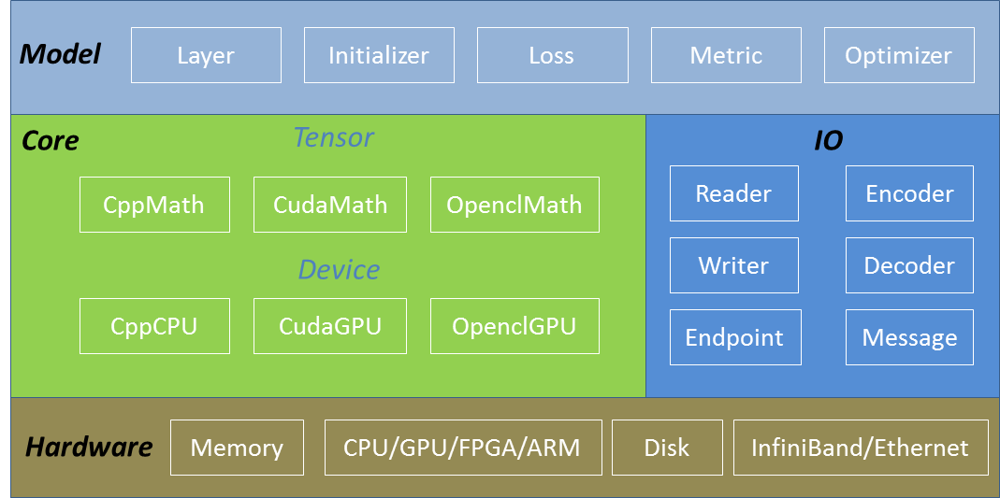 Model Layer Initializer Loss Metric Optimizer
Core Tensor
CppMath CudaMath OpenclMath
Device
CppCPU CudaGPU OpenclGPU
IO
Reader Encoder
Writer Decoder
Endpoint Message
Hardware Memory CPU/GPU/FPGA/ARM Disk InfiniBand/Ethernet